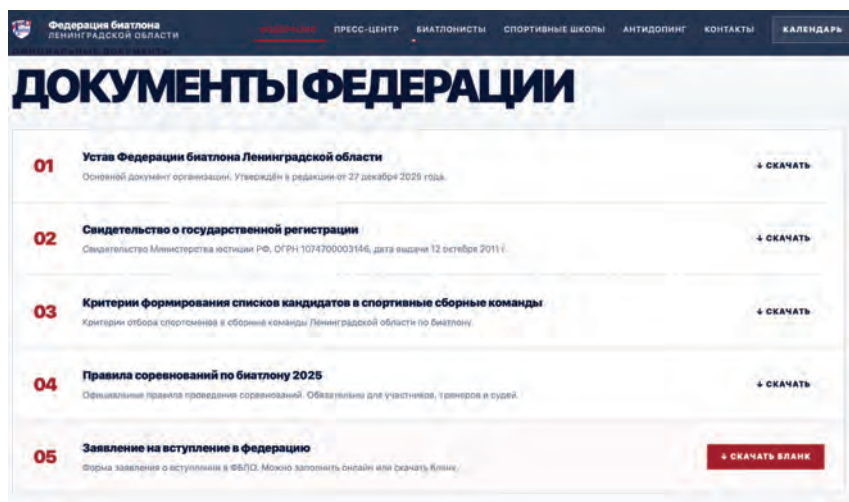 Федерация биатлона
ЛЕНИНГРАДСКОЙ ОБЛАСТИ
ФЕДЕРАЦИЯ ПРЕСС-ЦЕНТР БИАТЛОНИСТЫ СПОРТИВНЫЕ ШКОЛЫ АНТИДОПИНГ КОНТАКТЫ КАЛЕНДАРЬ
ОФИЦИАЛЬНЫЕ ДОКУМЕНТЫ
ДОКУМЕНТЫ ФЕДЕРАЦИИ
01 Устав Федерации биатлона Ленинградской области ↓ СКАЧАТЬ
Основной документ организации. Утверждён в редакции от 27 декабря 2025 года.
02 Свидетельство о государственной регистрации ↓ СКАЧАТЬ
Свидетельство Министерства юстиции РФ, ОГРН 1074700003146, дата выдачи 12 октября 2011 г.
03 Критерии формирования списков кандидатов в спортивные сборные команды ↓ СКАЧАТЬ
Критерии отбора спортсменов в сборные команды Ленинградской области по биатлону.
04 Правила соревнований по биатлону 2025 ↓ СКАЧАТЬ
Официальные правила проведения соревнований. Обязательны для участников, тренеров и судей.
05 Заявление на вступление в федерацию ↓ СКАЧАТЬ БЛАНК
Форма заявления о вступлении в ФБЛО. Можно заполнить онлайн или скачать бланк.